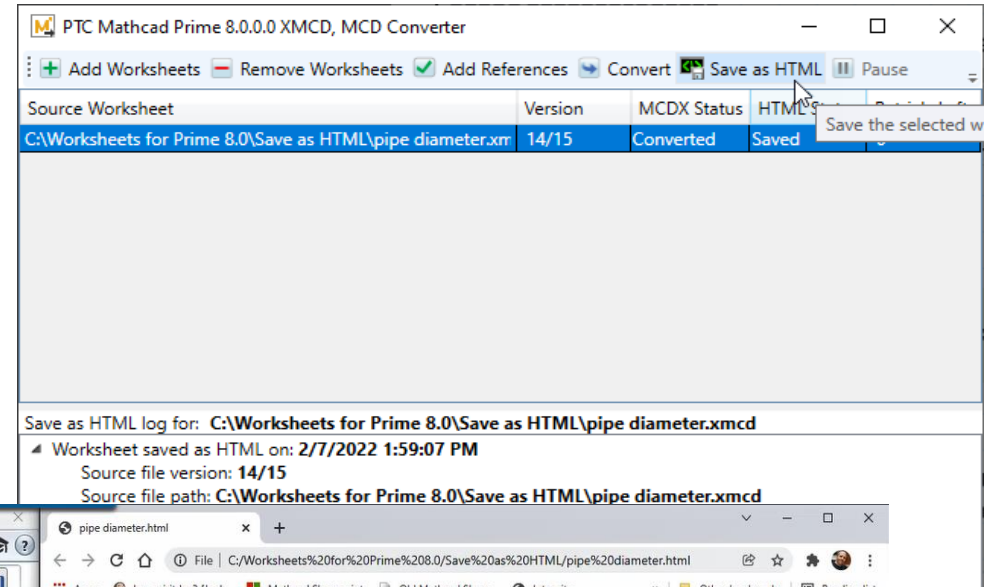 PTC Mathcad Prime 8.0.0.0 XMCD, MCD Converter
Add Worksheets Remove Worksheets Add References Convert Save as HTML Pause
Source Worksheet Version MCDX Status HTML
Save the selected w
C:\Worksheets for Prime 8.0\Save as HTML\pipe diameter.xm 14/15 Converted Saved
Save as HTML log for: C:\Worksheets for Prime 8.0\Save as HTML\pipe diameter.xmcd
Worksheet saved as HTML on: 2/7/2022 1:59:07 PM
Source file version: 14/15
Source file path: C:\Worksheets for Prime 8.0\Save as HTML\pipe diameter.xmcd
pipe diameter.html
File C:/Worksheets%20for%20Prime%208.0/Save%20as%20HTML/pipe%20diameter.html